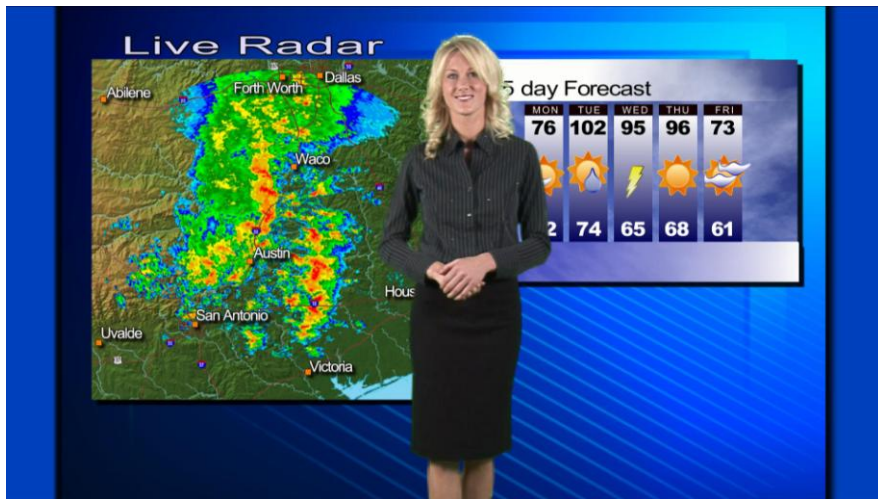 Live Radar
Abilene
Forth Worth
Dallas
Waco
Austin
San Antonio
Hous
Uvalde
Victoria
5 day Forecast
MON TUE WED THU FRI
76 102 95 96 73
2 74 65 68 61